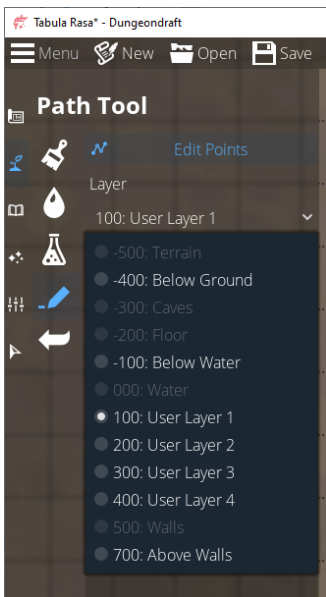 Tabula Rasa* - Dungeondraft
Menu New Open Save
Path Tool
Edit Points
Layer
100: User Layer 1
-500: Terrain
-400: Below Ground
-300: Caves
-200: Floor
-100: Below Water
000: Water
100: User Layer 1
200: User Layer 2
300: User Layer 3
400: User Layer 4
500: Walls
700: Above Walls